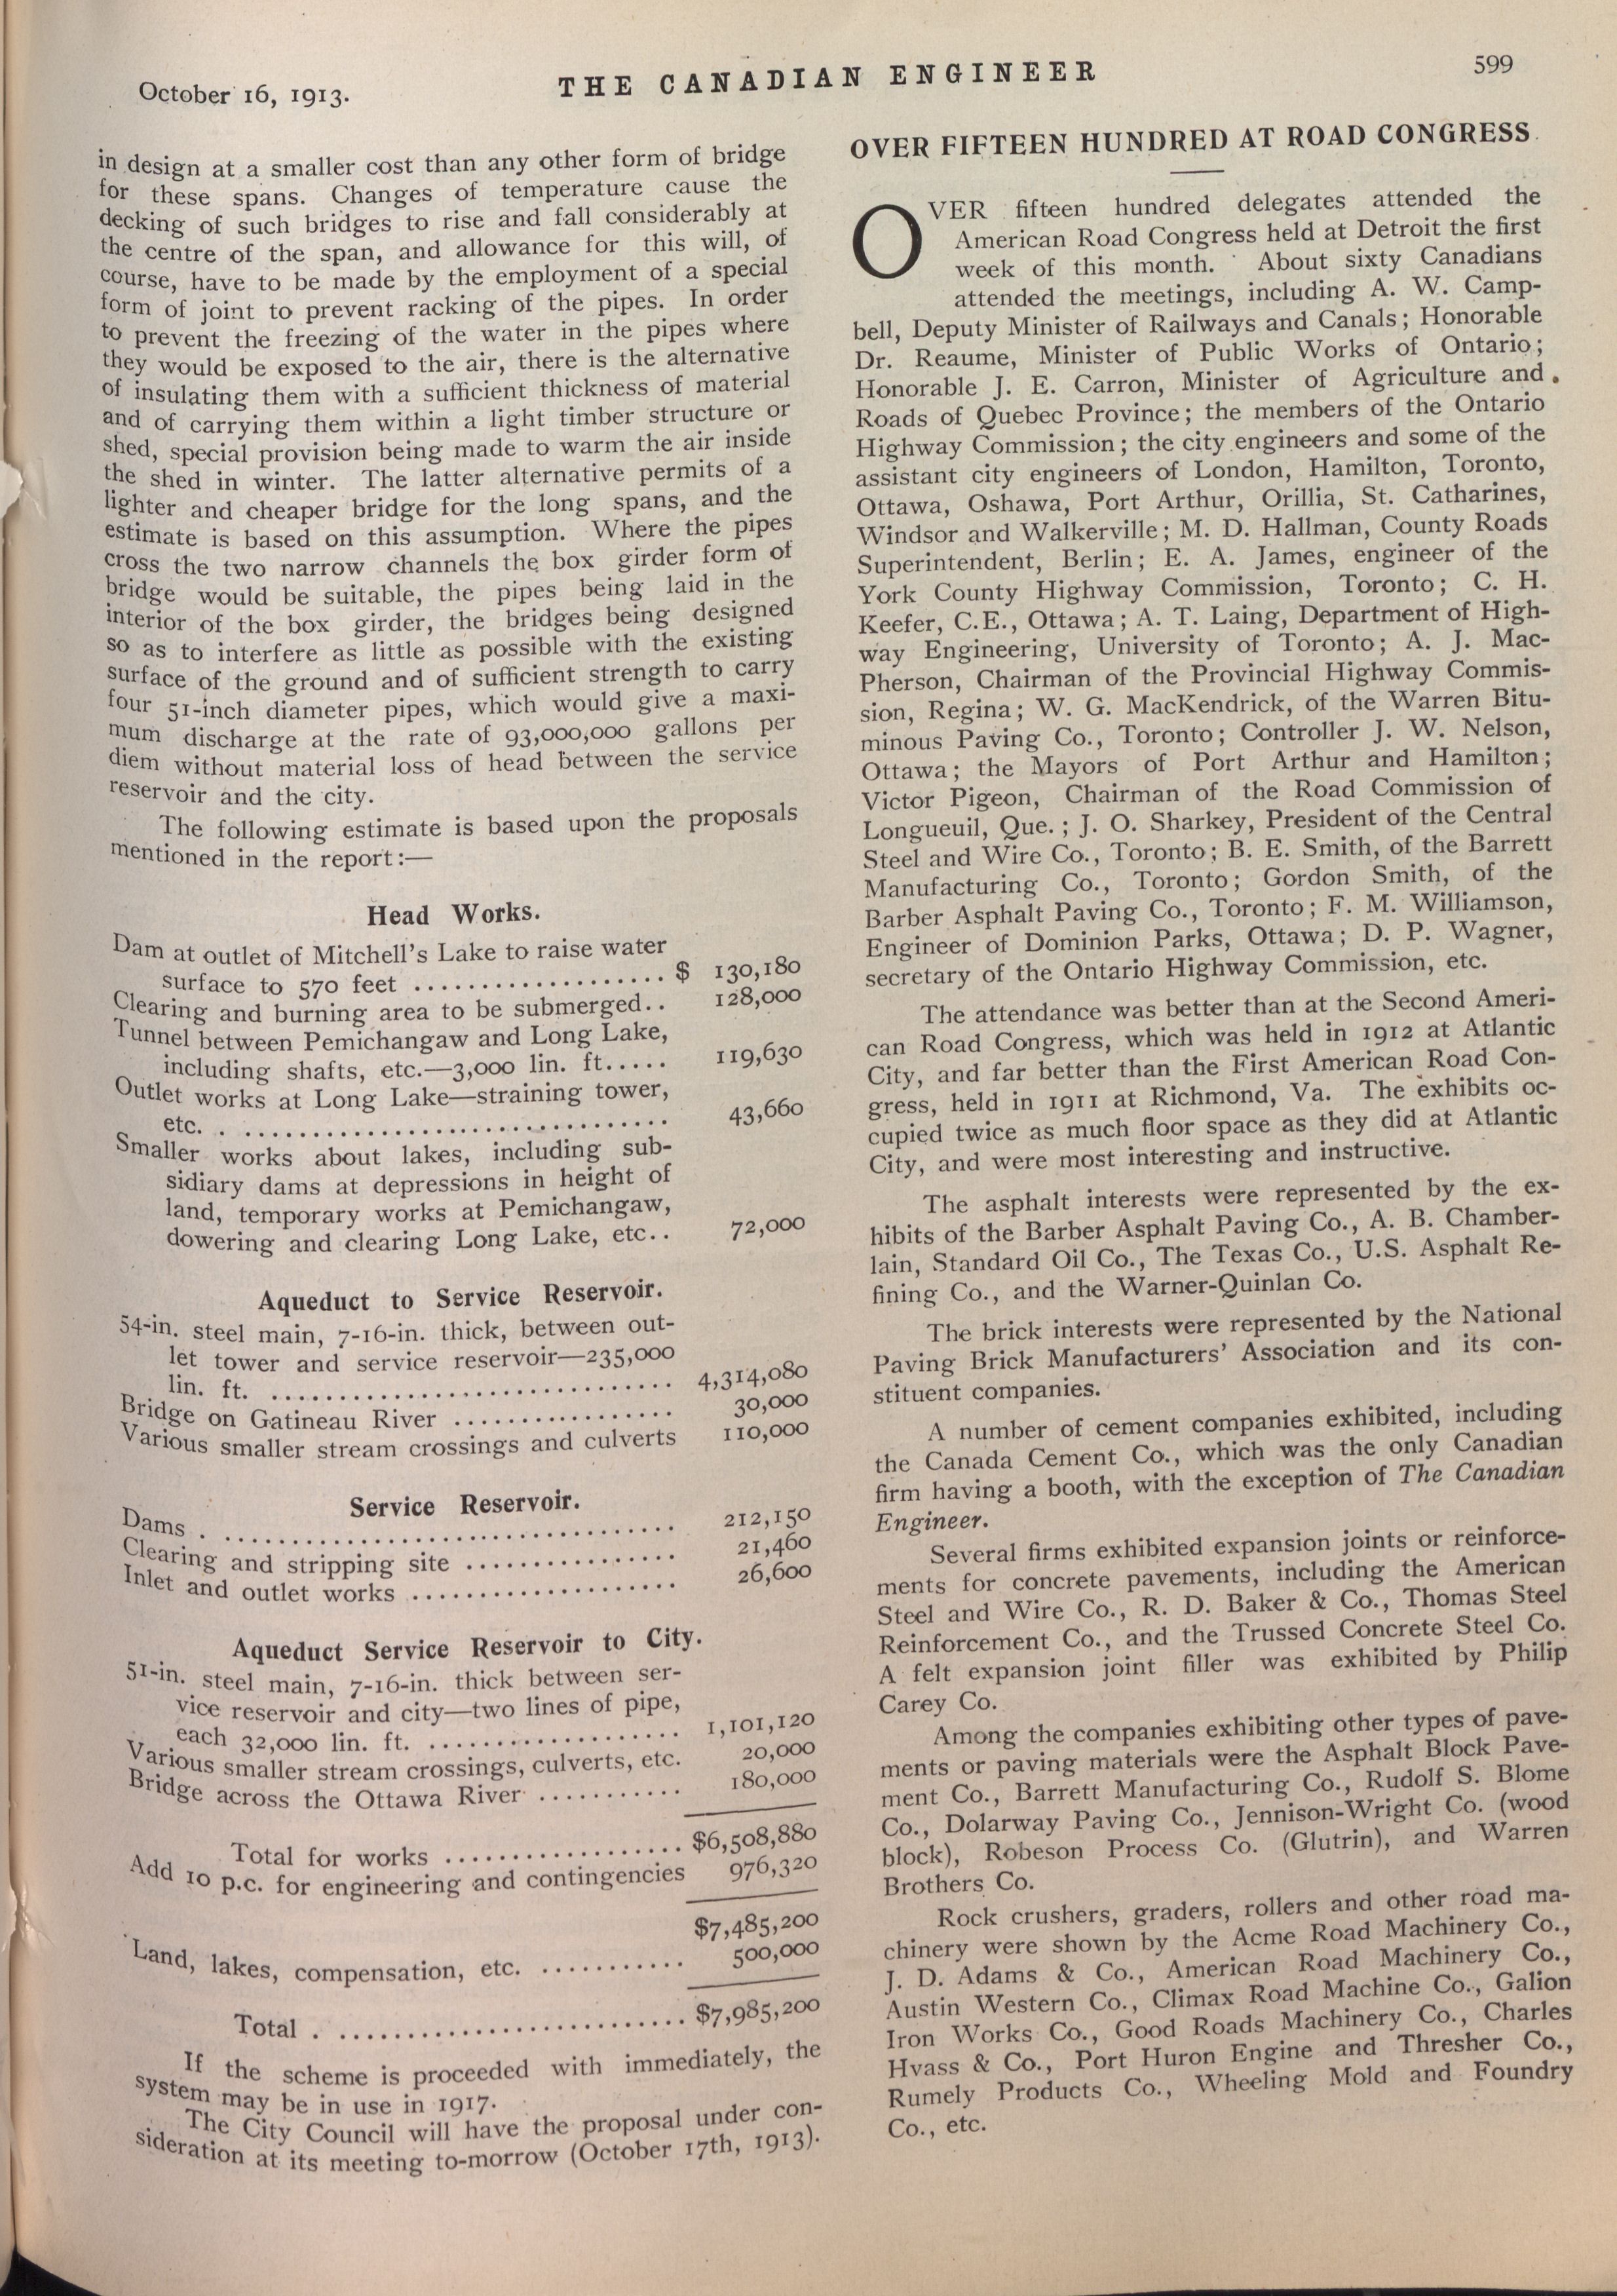 October 16, 1913.
THE CANADIAN ENGINEER
599
in design at a smaller cost than any other form of bridge
for these spans. Changes of temperature cause the
decking of such bridges to rise and fall considerably at
the centre of the span, and allowance for this will, of
course, have to be made by the employment of a special
form of joint to prevent racking of the pipes. In order
to prevent the freezing of the water in the pipes where
they would be exposed to the air, there is the alternative
of insulating them with a sufficient thickness of material
and of carrying them within a light timber structure or
shed, special provision being made to warm the air inside
the shed in winter. The latter alternative permits of a
lighter and cheaper bridge for the long spans, and the
estimate is based on this assumption. Where the pipes
cross the two narrow channels the box girder form of
bridge would be suitable, the pipes being laid in the
interior of the box girder, the bridges being designed
so as to interfere as little as possible with the existing
surface of the ground and of sufficient strength to carry
four 51-inch diameter pipes, which would give a maxi-
mum discharge at the rate of 93,000,000 gallons per
diem without material loss of head between the service
reservoir and the city.
The following estimate is based upon the proposals
mentioned in the report:—
Head Works.
Dam at outlet of Mitchell's Lake to raise water
surface to 570 feet ................... $ 130,180
Clearing and burning area to be submerged.. 128,000
Tunnel between Pemichangaw and Long Lake,
including shafts, etc.—3,000 lin. ft..... 119,630
Outlet works at Long Lake—straining tower,
etc. . ................................ 43,660
Smaller works about lakes, including sub-
sidiary dams at depressions in height of
land, temporary works at Pemichangaw,
dowering and clearing Long Lake, etc.. 72,000
Aqueduct to Service Reservoir.
54-in. steel main, 7-16-in. thick, between out-
let tower and service reservoir—235,000
lin. ft. .............................. 4,314,080
Bridge on Gatineau River ................. 30,000
Various smaller stream crossings and culverts 110,000
Service Reservoir.
Dams . .................................. 212,150
Clearing and stripping site ................ 21,460
Inlet and outlet works .................... 26,600
Aqueduct Service Reservoir to City.
51-in. steel main, 7-16-in. thick between ser-
vice reservoir and city—two lines of pipe,
each 32,000 lin. ft. ................... 1,101,120
Various smaller stream crossings, culverts, etc. 20,000
Bridge across the Ottawa River ........... 180,000
Total for works .................. $6,508,880
Add 10 p.c. for engineering and contingencies 976,320
$7,485,200
Land, lakes, compensation, etc. ........... 500,000
Total . .......................... $7,985,200
If the scheme is proceeded with immediately, the
system may be in use in 1917.
The City Council will have the proposal under con-
sideration at its meeting to-morrow (October 17th, 1913).
OVER FIFTEEN HUNDRED AT ROAD CONGRESS
OVER fifteen hundred delegates attended the
American Road Congress held at Detroit the first
week of this month. About sixty Canadians
attended the meetings, including A. W. Camp-
bell, Deputy Minister of Railways and Canals; Honorable
Dr. Reaume, Minister of Public Works of Ontario;
Honorable J. E. Carron, Minister of Agriculture and
Roads of Quebec Province; the members of the Ontario
Highway Commission; the city engineers and some of the
assistant city engineers of London, Hamilton, Toronto,
Ottawa, Oshawa, Port Arthur, Orillia, St. Catharines,
Windsor and Walkerville; M. D. Hallman, County Roads
Superintendent, Berlin; E. A. James, engineer of the
York County Highway Commission, Toronto; C. H.
Keefer, C.E., Ottawa; A. T. Laing, Department of High-
way Engineering, University of Toronto; A. J. Mac-
Pherson, Chairman of the Provincial Highway Commis-
sion, Regina; W. G. MacKendrick, of the Warren Bitu-
minous Paving Co., Toronto; Controller J. W. Nelson,
Ottawa; the Mayors of Port Arthur and Hamilton;
Victor Pigeon, Chairman of the Road Commission of
Longueuil, Que.; J. O. Sharkey, President of the Central
Steel and Wire Co., Toronto; B. E. Smith, of the Barrett
Manufacturing Co., Toronto; Gordon Smith, of the
Barber Asphalt Paving Co., Toronto; F. M. Williamson,
Engineer of Dominion Parks, Ottawa; D. P. Wagner,
secretary of the Ontario Highway Commission, etc.
The attendance was better than at the Second Ameri-
can Road Congress, which was held in 1912 at Atlantic
City, and far better than the First American Road Con-
gress, held in 1911 at Richmond, Va. The exhibits oc-
cupied twice as much floor space as they did at Atlantic
City, and were most interesting and instructive.
The asphalt interests were represented by the ex-
hibits of the Barber Asphalt Paving Co., A. B. Chamber-
lain, Standard Oil Co., The Texas Co., U.S. Asphalt Re-
fining Co., and the Warner-Quinlan Co.
The brick interests were represented by the National
Paving Brick Manufacturers' Association and its con-
stituent companies.
A number of cement companies exhibited, including
the Canada Cement Co., which was the only Canadian
firm having a booth, with the exception of The Canadian
Engineer.
Several firms exhibited expansion joints or reinforce-
ments for concrete pavements, including the American
Steel and Wire Co., R. D. Baker & Co., Thomas Steel
Reinforcement Co., and the Trussed Concrete Steel Co.
A felt expansion joint filler was exhibited by Philip
Carey Co.
Among the companies exhibiting other types of pave-
ments or paving materials were the Asphalt Block Pave-
ment Co., Barrett Manufacturing Co., Rudolf S. Blome
Co., Dolarway Paving Co., Jennison-Wright Co. (wood
block), Robeson Process Co. (Glutrin), and Warren
Brothers Co.
Rock crushers, graders, rollers and other road ma-
chinery were shown by the Acme Road Machinery Co.,
J. D. Adams & Co., American Road Machinery Co.,
Austin Western Co., Climax Road Machine Co., Galion
Iron Works Co., Good Roads Machinery Co., Charles
Hvass & Co., Port Huron Engine and Thresher Co.,
Rumely Products Co., Wheeling Mold and Foundry
Co., etc.